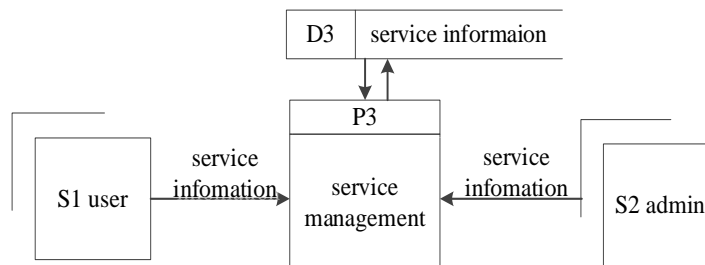 D3 service informaion
P3
service
infomation
S1 user
service
management
service
infomation
S2 admin